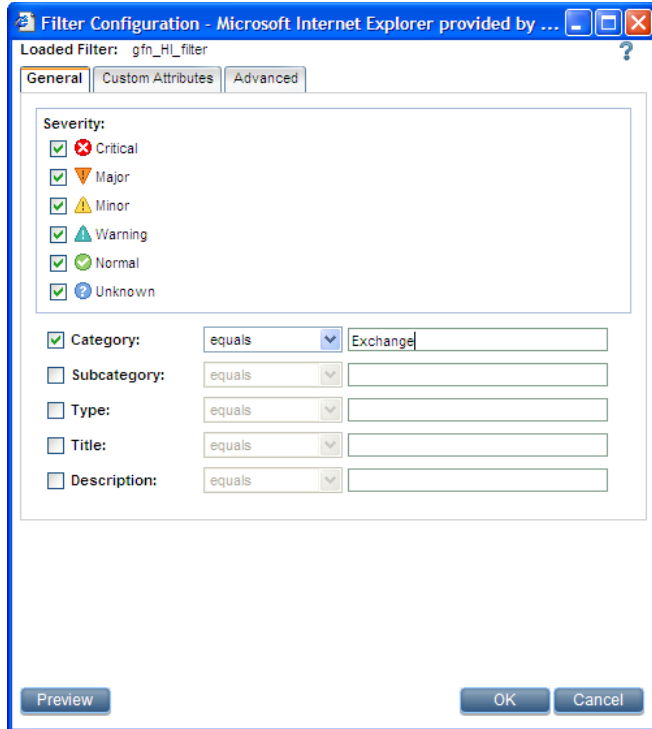 Filter Configuration - Microsoft Internet Explorer provided by ...
Loaded Filter: gfn_HI_filter
?
General Custom Attributes Advanced
Severity:
Critical
Major
Minor
Warning
Normal
Unknown
Category: equals Exchange
Subcategory: equals
Type: equals
Title: equals
Description: equals
Preview OK Cancel